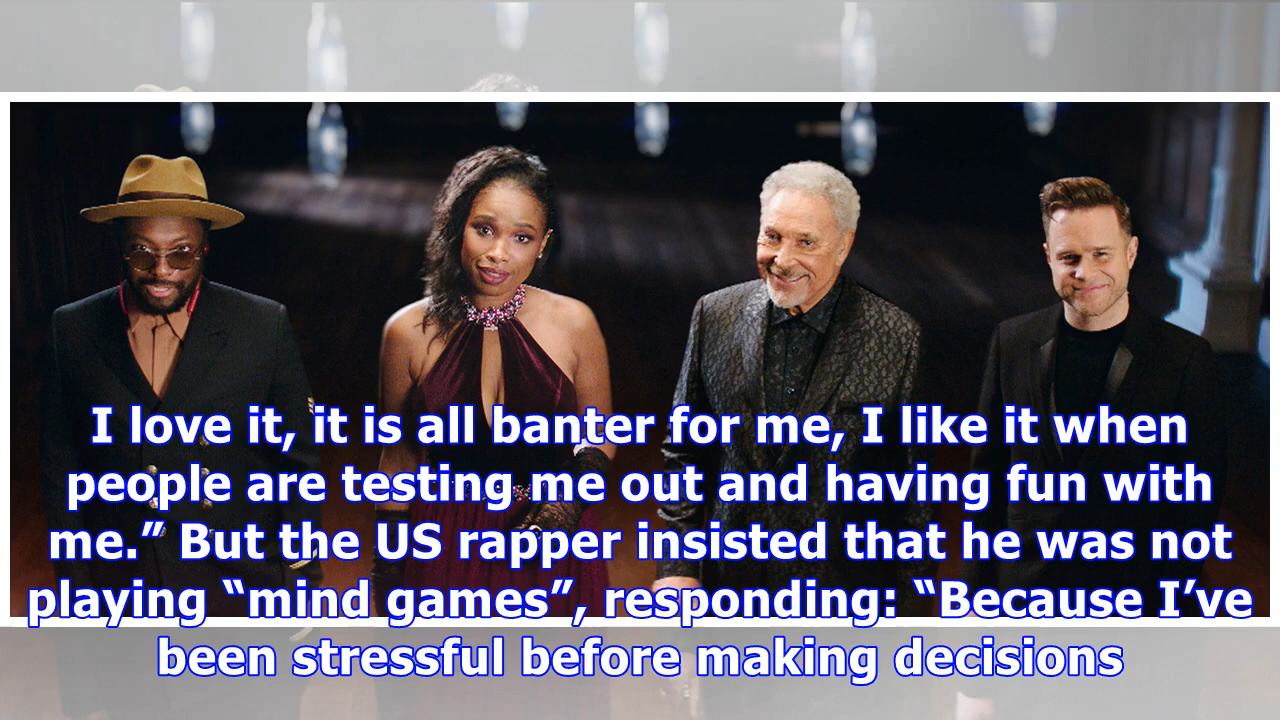 I love it, it is all banter for me, I like it when
people are testing me out and having fun with
me.” But the US rapper insisted that he was not
playing “mind games”, responding: “Because I’ve
been stressful before making decisions